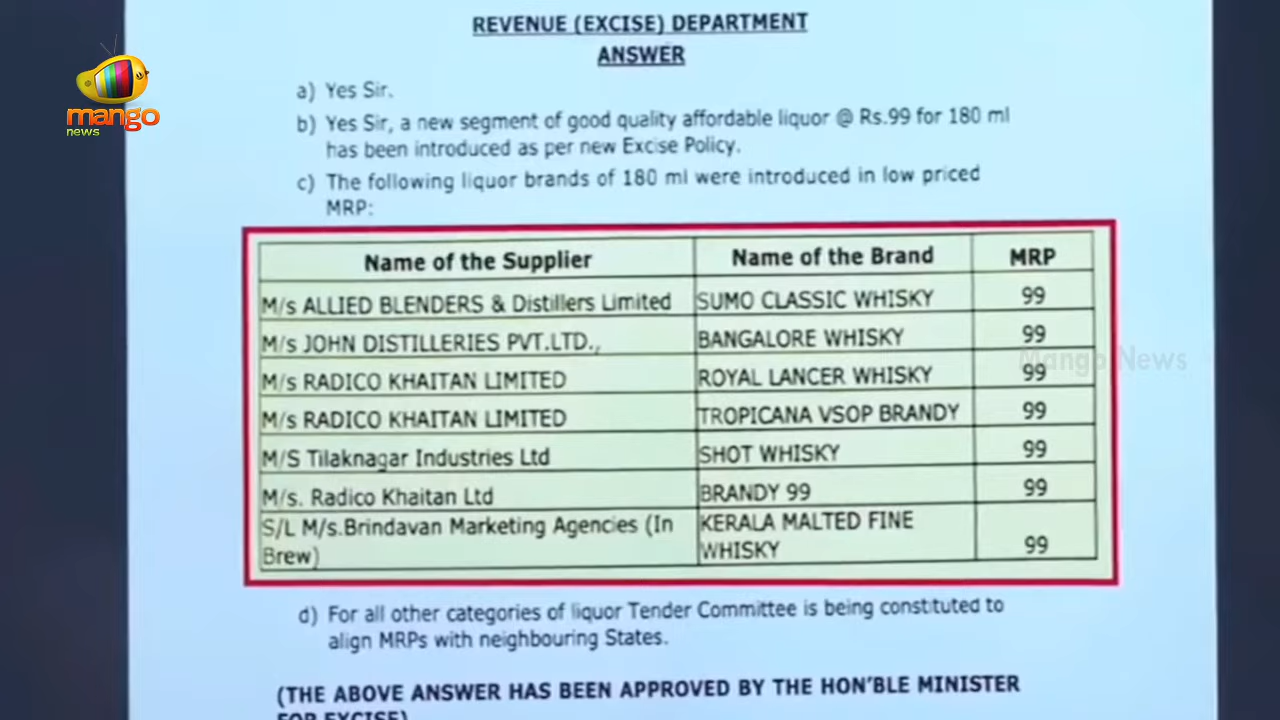 REVENUE (EXCISE) DEPARTMENT
ANSWER
mango
news
a) Yes Sir.
b) Yes Sir, a new segment of good quality affordable liquor @ Rs.99 for 180 ml
has been introduced as per new Excise Policy.
c) The following liquor brands of 180 ml were introduced in low priced
MRP:
Name of the Supplier Name of the Brand MRP
M/s ALLIED BLENDERS & Distillers Limited SUMO CLASSIC WHISKY 99
M/s JOHN DISTILLERIES PVT.LTD., BANGALORE WHISKY 99
M/s RADICO KHAITAN LIMITED ROYAL LANCER WHISKY 99
Mango News
M/s RADICO KHAITAN LIMITED TROPICANA VSOP BRANDY 99
M/S Tilaknagar Industries Ltd SHOT WHISKY 99
M/s. Radico Khaitan Ltd BRANDY 99 99
S/L M/s.Brindavan Marketing Agencies (In KERALA MALTED FINE
Brew) WHISKY 99
d) For all other categories of liquor Tender Committee is being constituted to
align MRPs with neighbouring States.
(THE ABOVE ANSWER HAS BEEN APPROVED BY THE HON'BLE MINISTER
FOR EXCISE)